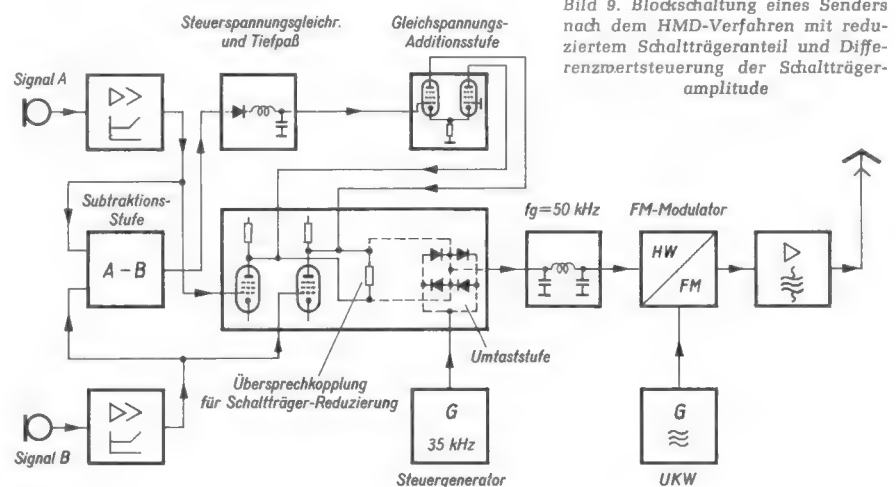 Bild 9. Blockschaltung eines Senders
nach dem HMD-Verfahren mit redu-
ziertem Schaltträgeranteil und Diffe-
renzwertsteuerung der Schaltträger-
amplitude
Steuerspannungsgleichr.
und Tiefpaß
Gleichspannungs-
Additionsstufe
Signal A
Subtraktions-
Stufe
A – B
fg=50 kHz
FM-Modulator
HW
FM
Umtaststufe
Übersprechkopplung
für Schaltträger-Reduzierung
Signal B
G
35 kHz
Steuergenerator
G
UKW